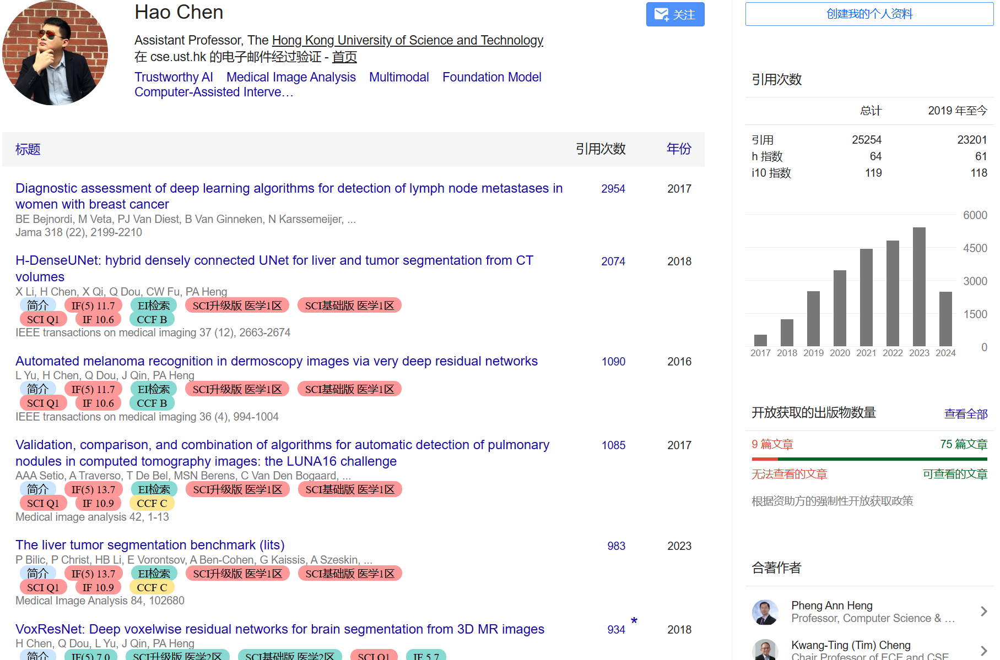 Hao Chen
关注
Assistant Professor, The Hong Kong University of Science and Technology
在 cse.ust.hk 的电子邮件经过验证 - 首页
Trustworthy AI Medical Image Analysis Multimodal Foundation Model
Computer-Assisted Interve…
标题 引用次数 年份
Diagnostic assessment of deep learning algorithms for detection of lymph node metastases in 2954 2017
women with breast cancer
BE Bejnordi, M Veta, PJ Van Diest, B Van Ginneken, N Karssemeijer, ...
Jama 318 (22), 2199-2210
H-DenseUNet: hybrid densely connected UNet for liver and tumor segmentation from CT 2074 2018
volumes
X Li, H Chen, X Qi, Q Dou, CW Fu, PA Heng
简介 IF(5) 11.7 EI检索 SCI升级版 医学1区 SCI基础版 医学1区
SCI Q1 IF 10.6 CCF B
IEEE transactions on medical imaging 37 (12), 2663-2674
Automated melanoma recognition in dermoscopy images via very deep residual networks 1090 2016
L Yu, H Chen, Q Dou, J Qin, PA Heng
简介 IF(5) 11.7 EI检索 SCI升级版 医学1区 SCI基础版 医学1区
SCI Q1 IF 10.6 CCF B
IEEE transactions on medical imaging 36 (4), 994-1004
Validation, comparison, and combination of algorithms for automatic detection of pulmonary 1085 2017
nodules in computed tomography images: the LUNA16 challenge
AAA Setio, A Traverso, T De Bel, MSN Berens, C Van Den Bogaard, ...
简介 IF(5) 13.7 EI检索 SCI升级版 医学1区 SCI基础版 医学1区
SCI Q1 IF 10.9 CCF C
Medical image analysis 42, 1-13
The liver tumor segmentation benchmark (lits) 983 2023
P Bilic, P Christ, HB Li, E Vorontsov, A Ben-Cohen, G Kaissis, A Szeskin, ...
简介 IF(5) 13.7 EI检索 SCI升级版 医学1区 SCI基础版 医学1区
SCI Q1 IF 10.9 CCF C
Medical Image Analysis 84, 102680
VoxResNet: Deep voxelwise residual networks for brain segmentation from 3D MR images 934 * 2018
H Chen, Q Dou, L Yu, J Qin, PA Heng
简介 IF(5) 7.0 SCI升级版 医学2区 SCI基础版 医学2区 SCI Q1 IF 5.7
创建我的个人资料
引用次数
总计 2019 年至今
引用 25254 23201
h 指数 64 61
i10 指数 119 118
6000
4500
3000
1500
0
2017 2018 2019 2020 2021 2022 2023 2024
开放获取的出版物数量 查看全部
9 篇文章 75 篇文章
无法查看的文章 可查看的文章
根据资助方的强制性开放获取政策
合著作者
Pheng Ann Heng
Professor, Computer Science & …
Kwang-Ting (Tim) Cheng
Chair Professor of ECE and CSE